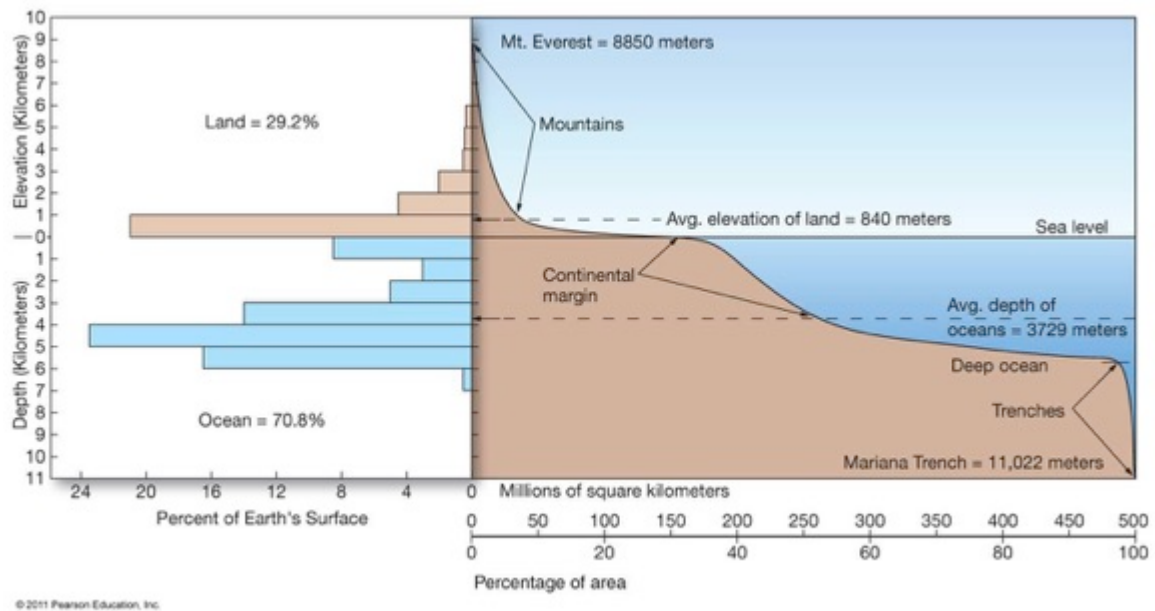 Elevation (Kilometers)
10
9
8
7
6
5
4
3
2
1
0
Depth (Kilometers)
1
2
3
4
5
6
7
8
9
10
11
Land = 29.2%
Ocean = 70.8%
24 20 16 12 8 4 0
Percent of Earth's Surface
Mt. Everest = 8850 meters
Mountains
Avg. elevation of land = 840 meters
Sea level
Continental
margin
Avg. depth of
oceans = 3729 meters
Deep ocean
Trenches
Mariana Trench = 11,022 meters
Millions of square kilometers
0 50 100 150 200 250 300 350 400 450 500
0 20 40 60 80 100
Percentage of area
© 2011 Pearson Education, Inc.